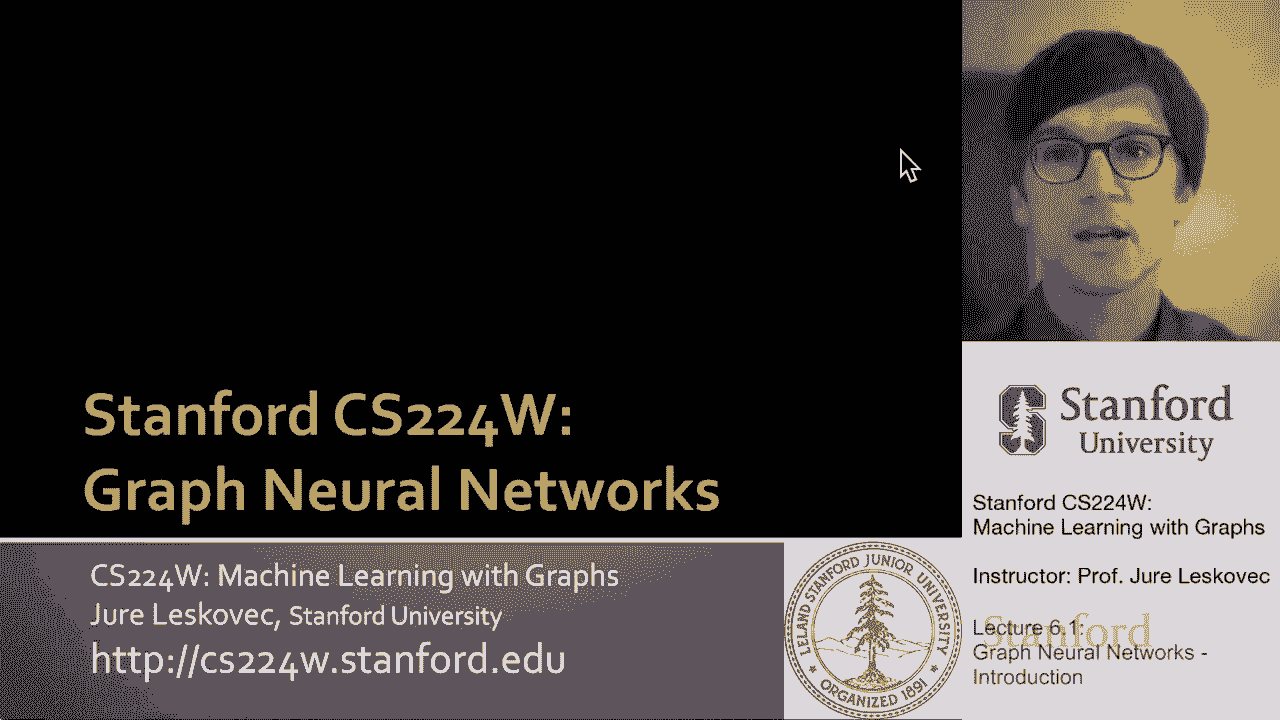 Stanford CS224W:
Graph Neural Networks
CS224W: Machine Learning with Graphs
Jure Leskovec, Stanford University
http://cs224w.stanford.edu
LELAND STANFORD JUNIOR UNIVERSITY
ORGANIZED 1891
Stanford
University
Stanford CS224W:
Machine Learning with Graphs
Instructor: Prof. Jure Leskovec
Stanford
Lecture 6.1:
Graph Neural Networks -
Introduction